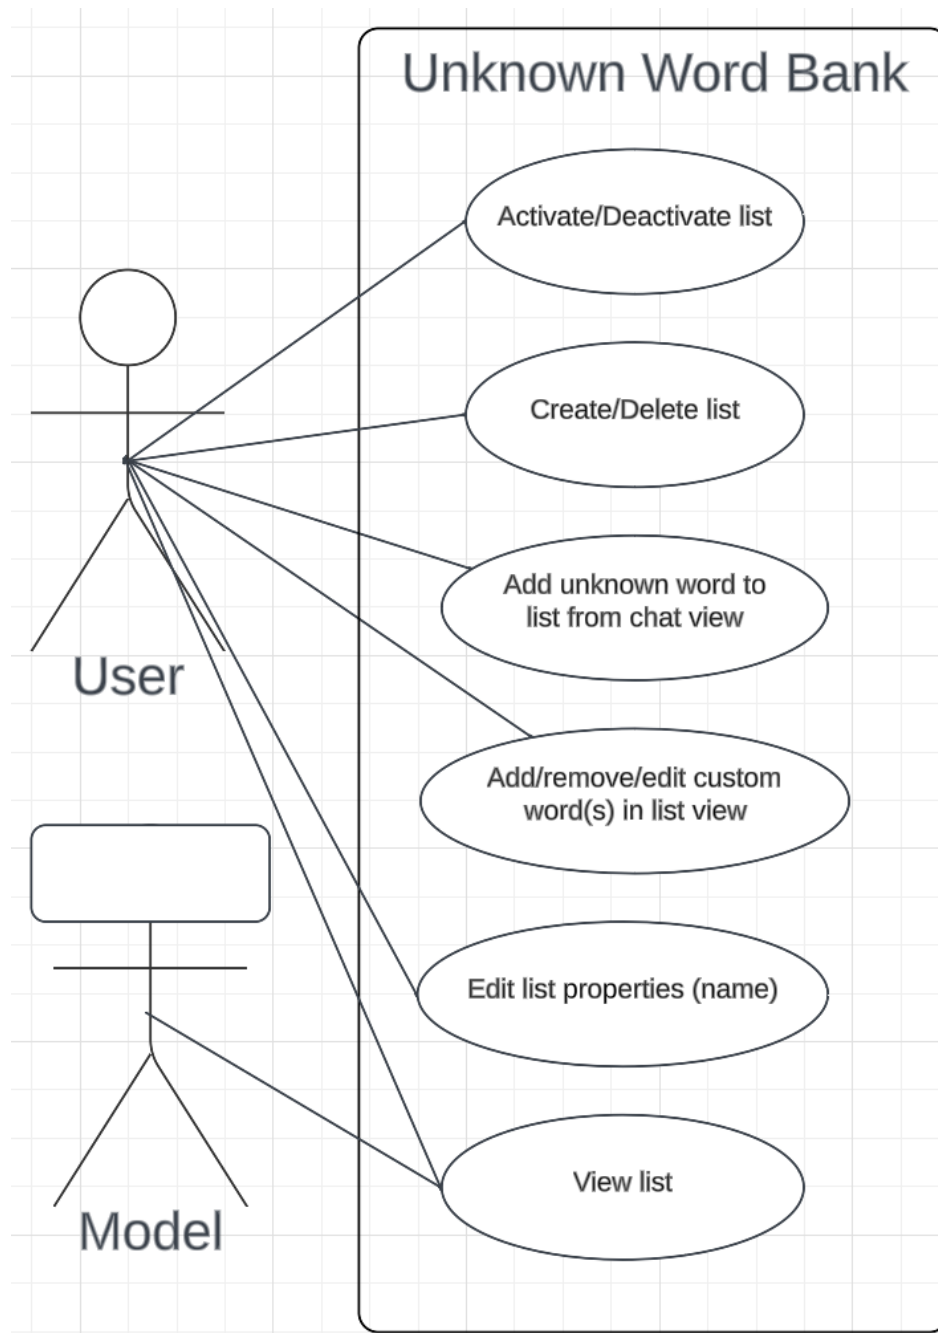 Unknown Word Bank
Activate/Deactivate list
Create/Delete list
Add unknown word to
list from chat view
User
Add/remove/edit custom
word(s) in list view
Edit list properties (name)
View list
Model